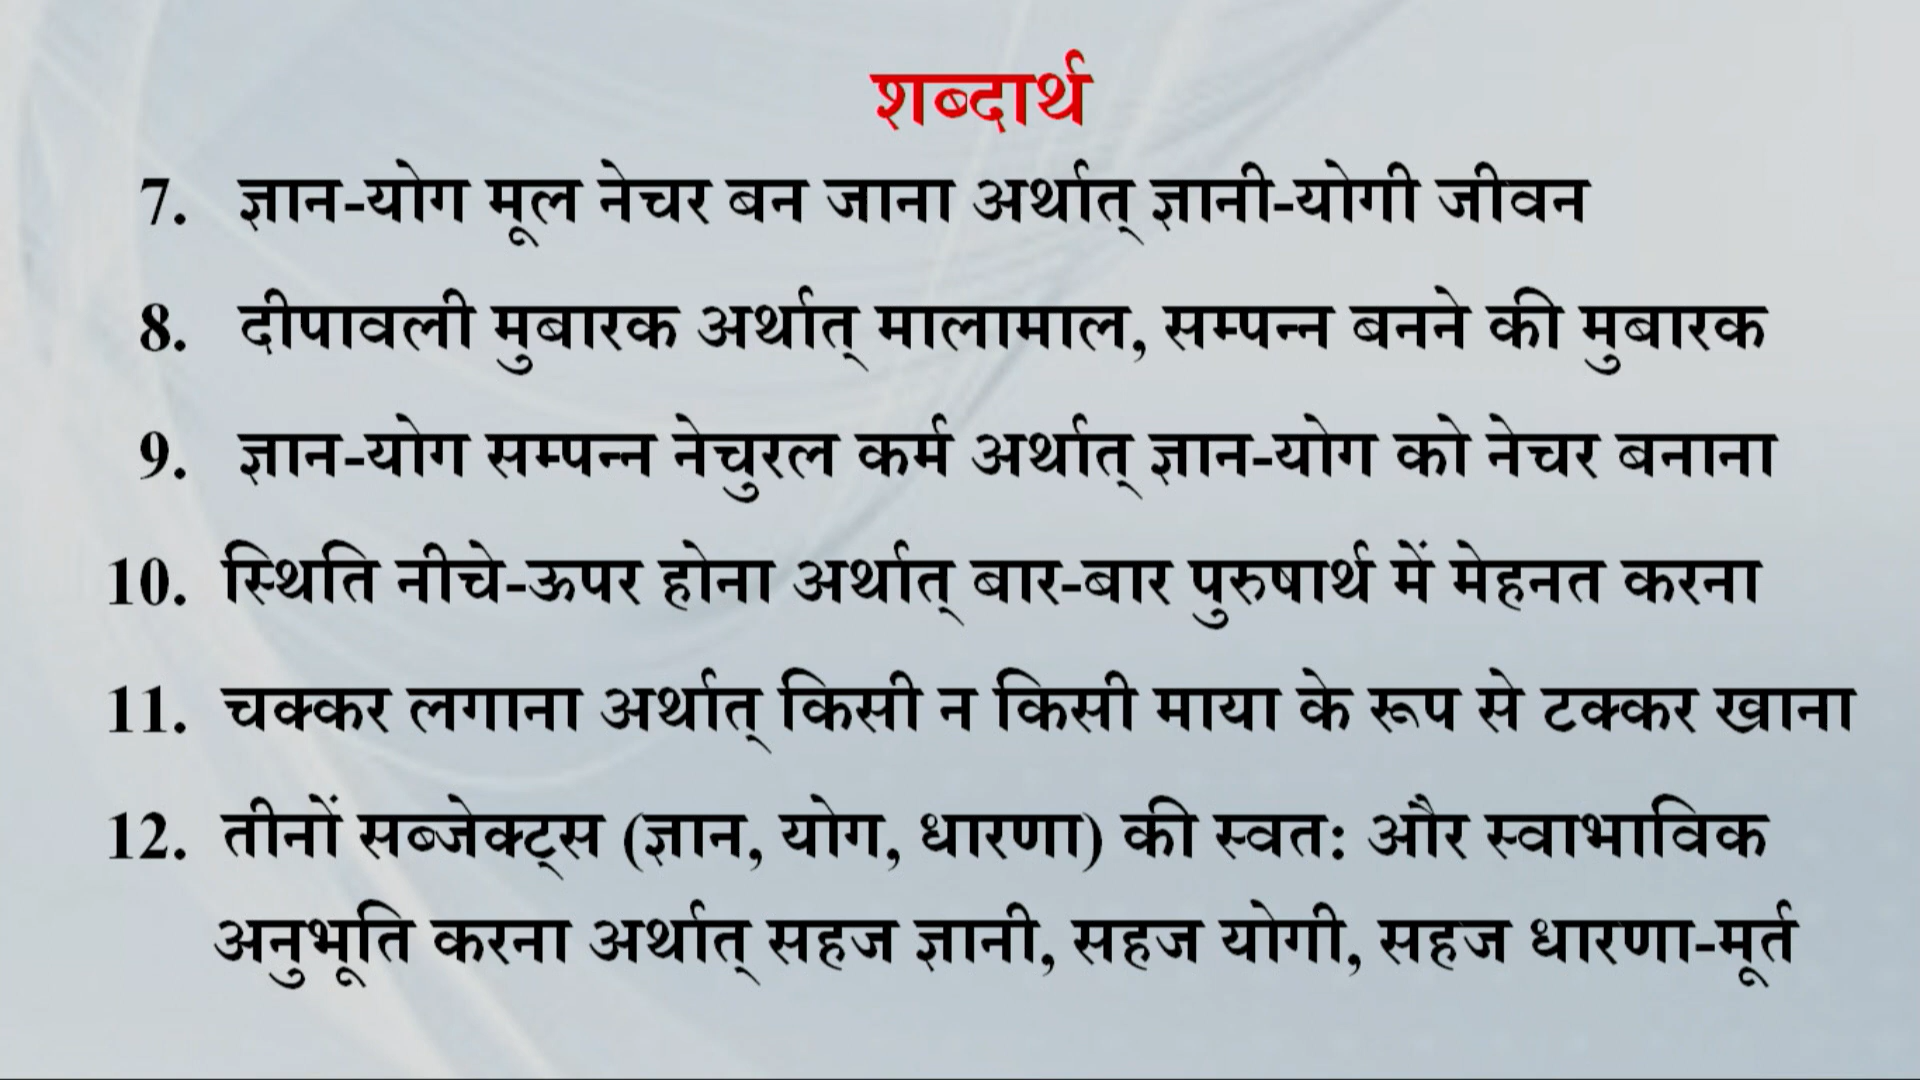 शब्दार्थ
7. ज्ञान-योग मूल नेचर बन जाना अर्थात् ज्ञानी-योगी जीवन
8. दीपावली मुबारक अर्थात् मालामाल, सम्पन्न बनने की मुबारक
9. ज्ञान-योग सम्पन्न नेचुरल कर्म अर्थात् ज्ञान-योग को नेचर बनाना
10. स्थिति नीचे-ऊपर होना अर्थात् बार-बार पुरुषार्थ में मेहनत करना
11. चक्कर लगाना अर्थात् किसी न किसी माया के रूप से टक्कर खाना
12. तीनों सब्जेक्ट्स (ज्ञान, योग, धारणा) की स्वत: और स्वाभाविक
अनुभूति करना अर्थात् सहज ज्ञानी, सहज योगी, सहज धारणा-मूर्त